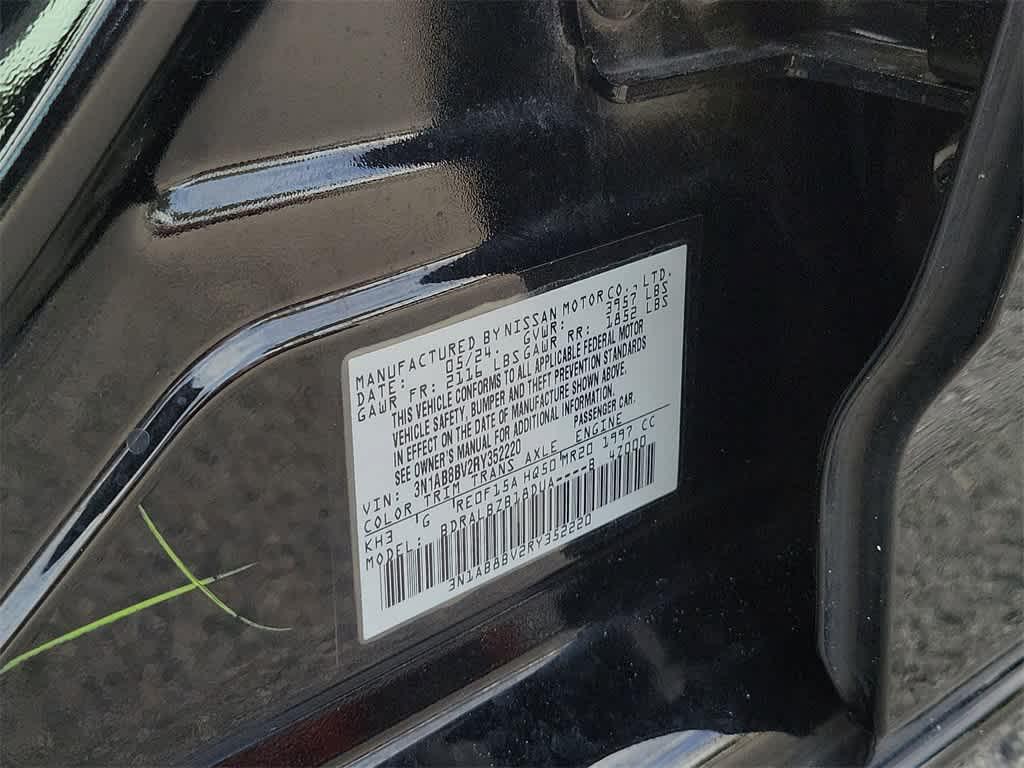 MANUFACTURED BY NISSAN MOTOR CO., LTD.
DATE: 05/24. GVWR: 3957 LBS
GAWR FR: 2116 LBS GAWR RR: 1852 LBS
THIS VEHICLE CONFORMS TO ALL APPLICABLE FEDERAL MOTOR
VEHICLE SAFETY, BUMPER AND THEFT PREVENTION STANDARDS
IN EFFECT ON THE DATE OF MANUFACTURE SHOWN ABOVE.
SEE OWNER'S MANUAL FOR ADDITIONAL INFORMATION.
VIN: 3N1AB8BV2RY352220 PASSENGER CAR.
COLOR TRIM TRANS AXLE ENGINE
KH3 G RE0F15A HQ50 MR20 1997 CC
MODEL: BDRALBZB18DUA---B 47000
3N1AB8BV2RY352220